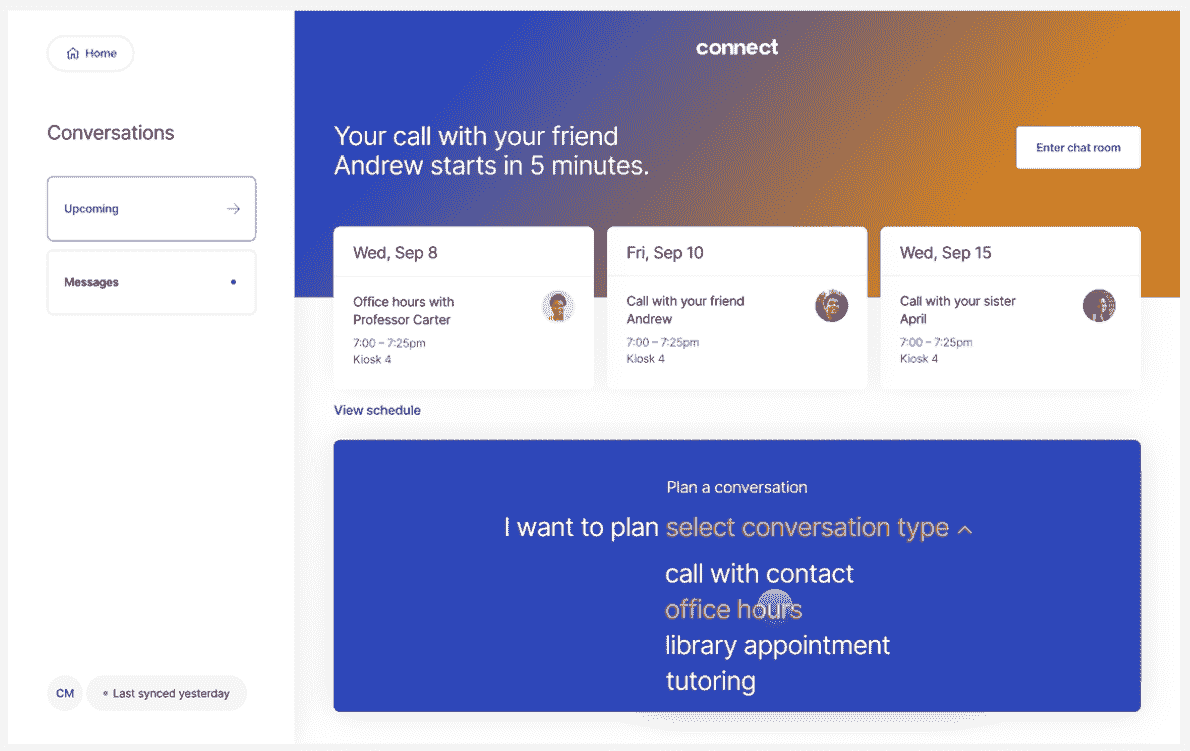 Home
Conversations
Upcoming
Messages
CM
Last synced yesterday
connect
Your call with your friend
Andrew starts in 5 minutes.
Enter chat room
Wed, Sep 8
Office hours with
Professor Carter
7:00 – 7:25pm
Kiosk 4
Fri, Sep 10
Call with your friend
Andrew
7:00 – 7:25pm
Kiosk 4
Wed, Sep 15
Call with your sister
April
7:00 – 7:25pm
Kiosk 4
View schedule
Plan a conversation
I want to plan select conversation type
call with contact
office hours
library appointment
tutoring